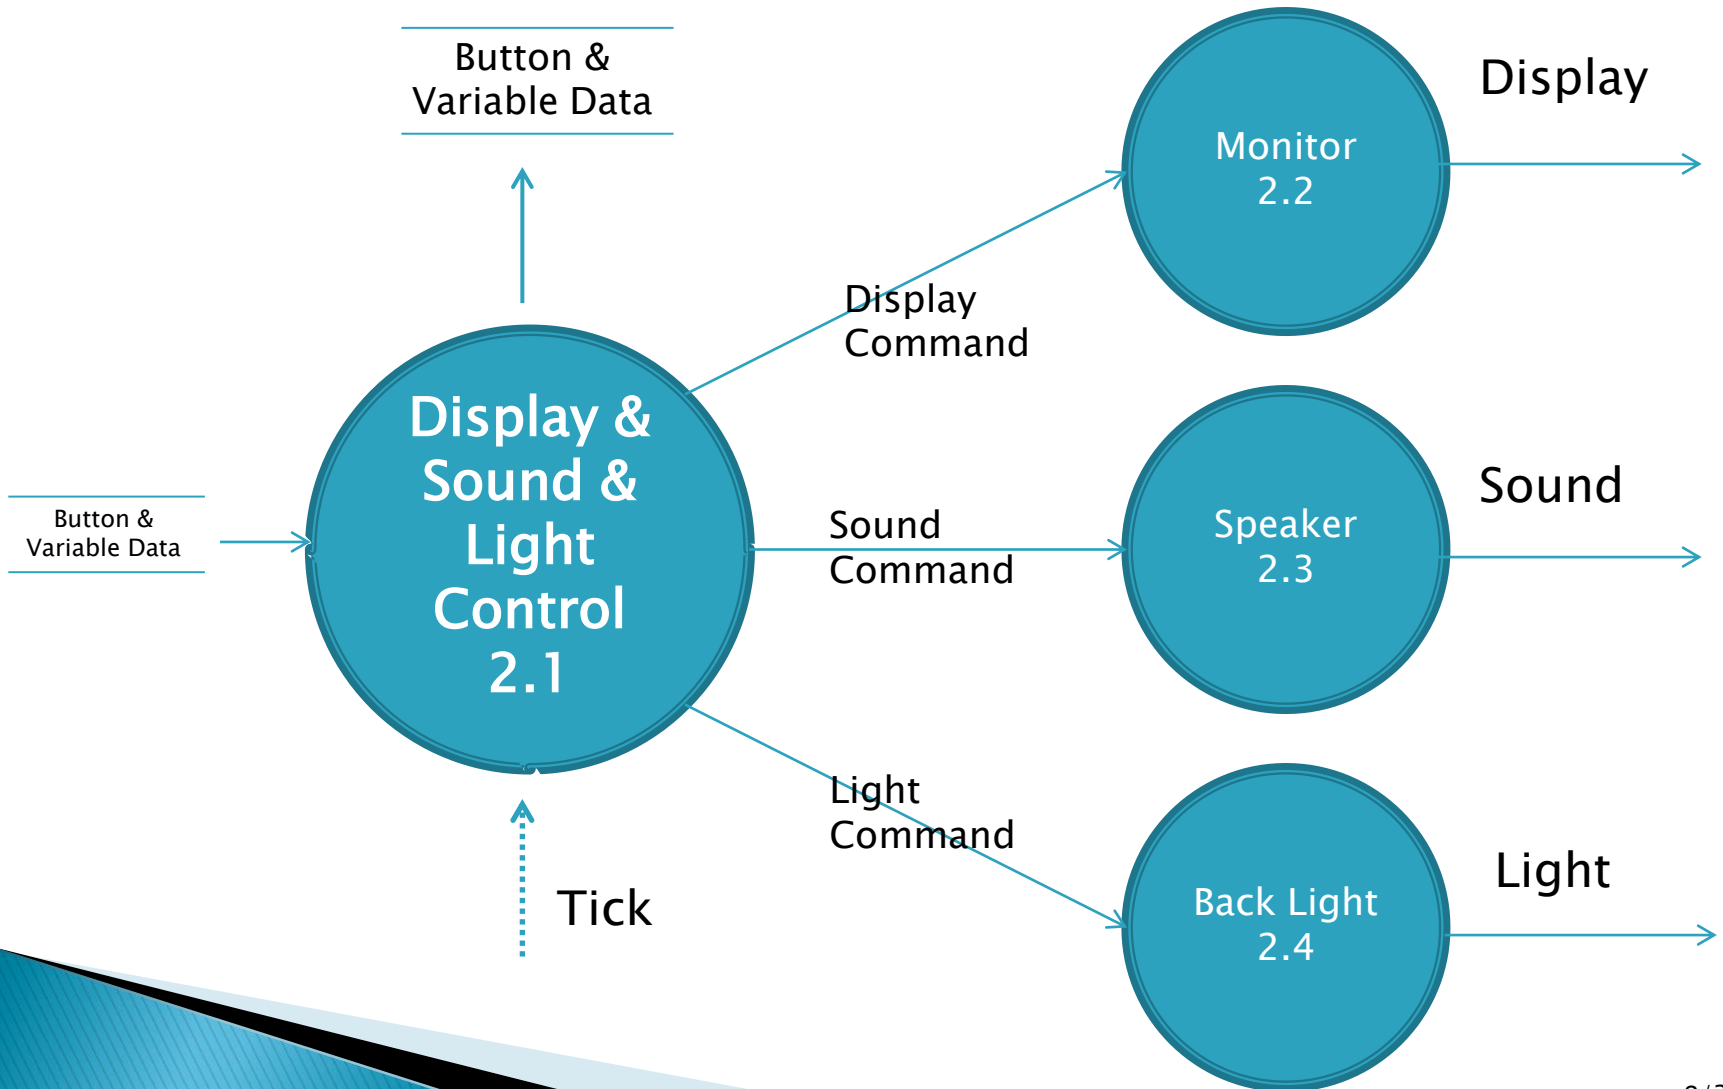 Button &
Variable Data
Display
Monitor
2.2
Display
Command
Display &
Sound &
Light
Control
2.1
Button &
Variable Data
Sound
Command
Speaker
2.3
Sound
Light
Command
Back Light
2.4
Light
Tick